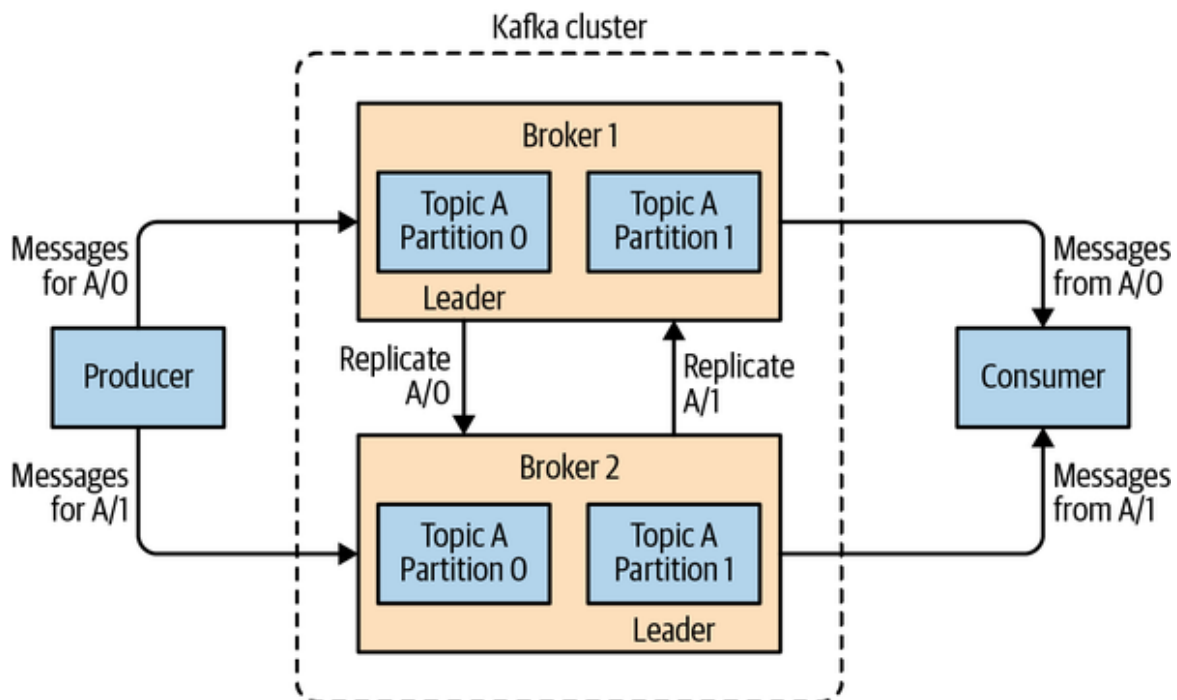 Kafka cluster
Broker 1
Topic A
Partition 0
Topic A
Partition 1
Leader
Messages
for A/0
Messages
from A/0
Producer
Replicate
A/0
Replicate
A/1
Consumer
Messages
for A/1
Broker 2
Topic A
Partition 0
Topic A
Partition 1
Leader
Messages
from A/1